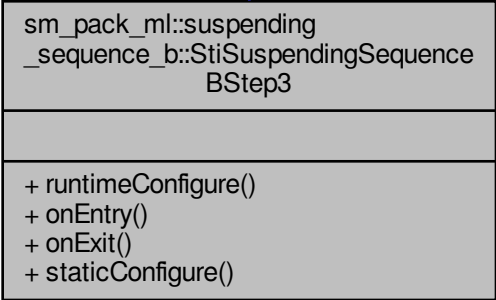 sm_pack_ml::suspending
_sequence_b::StiSuspendingSequence
BStep3
+ runtimeConfigure()
+ onEntry()
+ onExit()
+ staticConfigure()